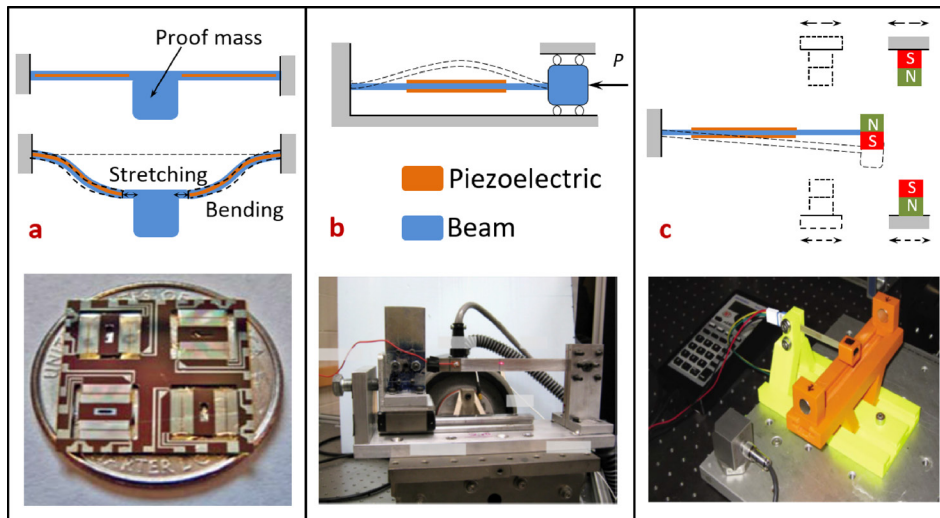 Proof mass
Stretching
Bending
a
P
Piezoelectric
Beam
b
S
N
N
S
S
N
c